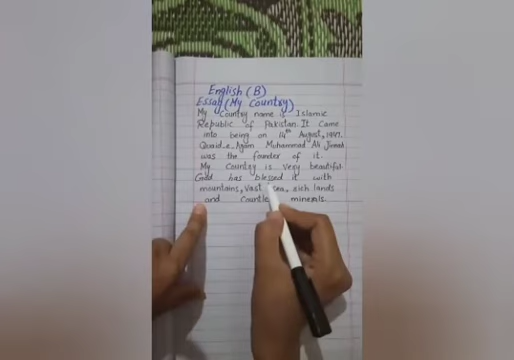 English (B)
Essay (My Country)
My Country name is Islamic
Republic of Pakistan. It Came
into being on 14th August, 1947.
Quaid_e_Azam Muhammad Ali Jinnah
was the founder of it.
My Country is very beautiful.
God has blessed it with
mountains, vast sea, rich lands
and minerals